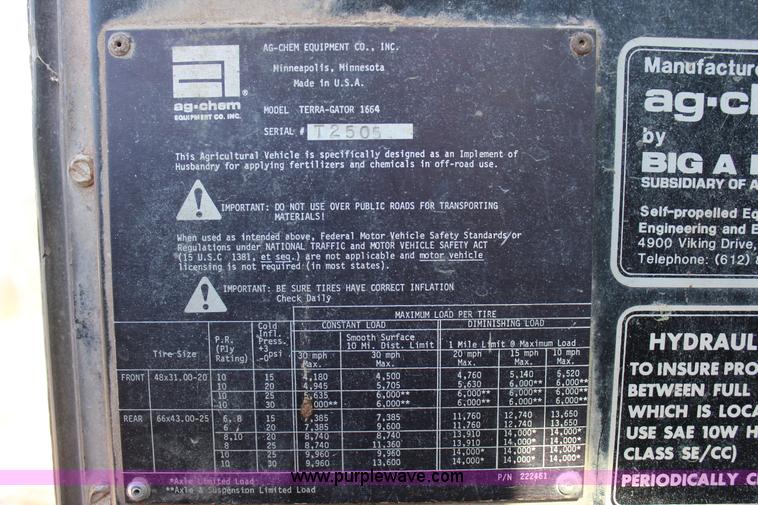 AG-CHEM EQUIPMENT CO., INC.
Minneapolis, Minnesota
Made in U.S.A.
ag-chem ®
EQUIPMENT CO. INC.
MODEL TERRA-GATOR 1664
SERIAL # T2505
This Agricultural Vehicle is specifically designed as an Implement of
Husbandry for applying fertilizers and chemicals in off-road use.
IMPORTANT: DO NOT USE OVER PUBLIC ROADS FOR TRANSPORTING
MATERIALS!
When used as intended above, Federal Motor Vehicle Safety Standards or
Regulations under NATIONAL TRAFFIC and MOTOR VEHICLE SAFETY ACT
(15 U.S.C 1381, et seq.) are not applicable and motor vehicle
licensing is not required (in most states).
IMPORTANT: BE SURE TIRES HAVE CORRECT INFLATION
Check Daily
MAXIMUM LOAD PER TIRE
CONSTANT LOAD DIMINISHING LOAD
Tire Size P.R. (Ply Rating) Cold Infl. Press. +3 -0 psi 30 mph Max. Smooth Surface 10 Mi. Dist. Limit 30 mph Max. 1 Mile Limit @ Maximum Load 20 mph Max. 15 mph Max. 10 mph Max.
FRONT 48x31.00-20 10 15 4,180 4,500 4,760 5,140 5,520
10 20 4,945 5,705 5,630 6,000** 6,000**
10 25 5,635 6,000** 6,000** 6,000** 6,000**
10 30 6,000** 6,000** 6,000** 6,000** 6,000**
REAR 66x43.00-25 6,8 15 7,385 7,385 11,760 12,740 13,650
6 20 7,385 9,600 11,760 12,740 13,650
8,10 20 8,740 8,740 13,910 14,000* 14,000*
8 25 8,740 11,360 13,910 14,000* 14,000*
10 25 9,960 9,960 14,000* 14,000* 14,000*
10 30 9,960 13,600 14,000* 14,000* 14,000*
*Axle Limited Load
**Axle & Suspension Limited Load
P/N 222461
Manufacture
ag-ch
by
BIG A
SUBSIDIARY OF A
Self-propelled Eq
Engineering and E
4900 Viking Drive,
Telephone: (612) 8
HYDRAUL
TO INSURE PRO
BETWEEN FULL
WHICH IS LOCA
USE SAE 10W H
CLASS SE/CC)
PERIODICALLY C
www.purplewave.com